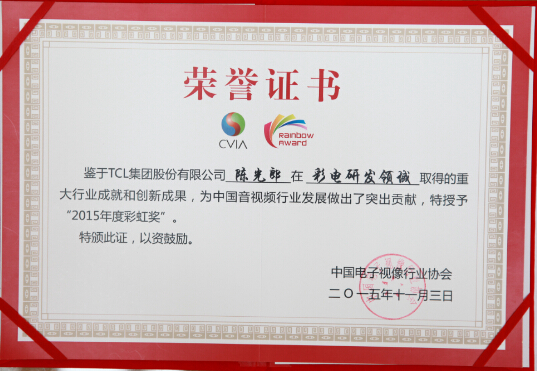 荣誉证书
CVIA
Rainbow
Award
鉴于TCL集团股份有限公司 陈光郎 在 彩电研发领域 取得的重
大行业成就和创新成果，为中国音视频行业发展做出了突出贡献，特授予
“2015年度彩虹奖”。
特颁此证，以资鼓励。
中国电子视像行业协会
二〇一五年十一月三日